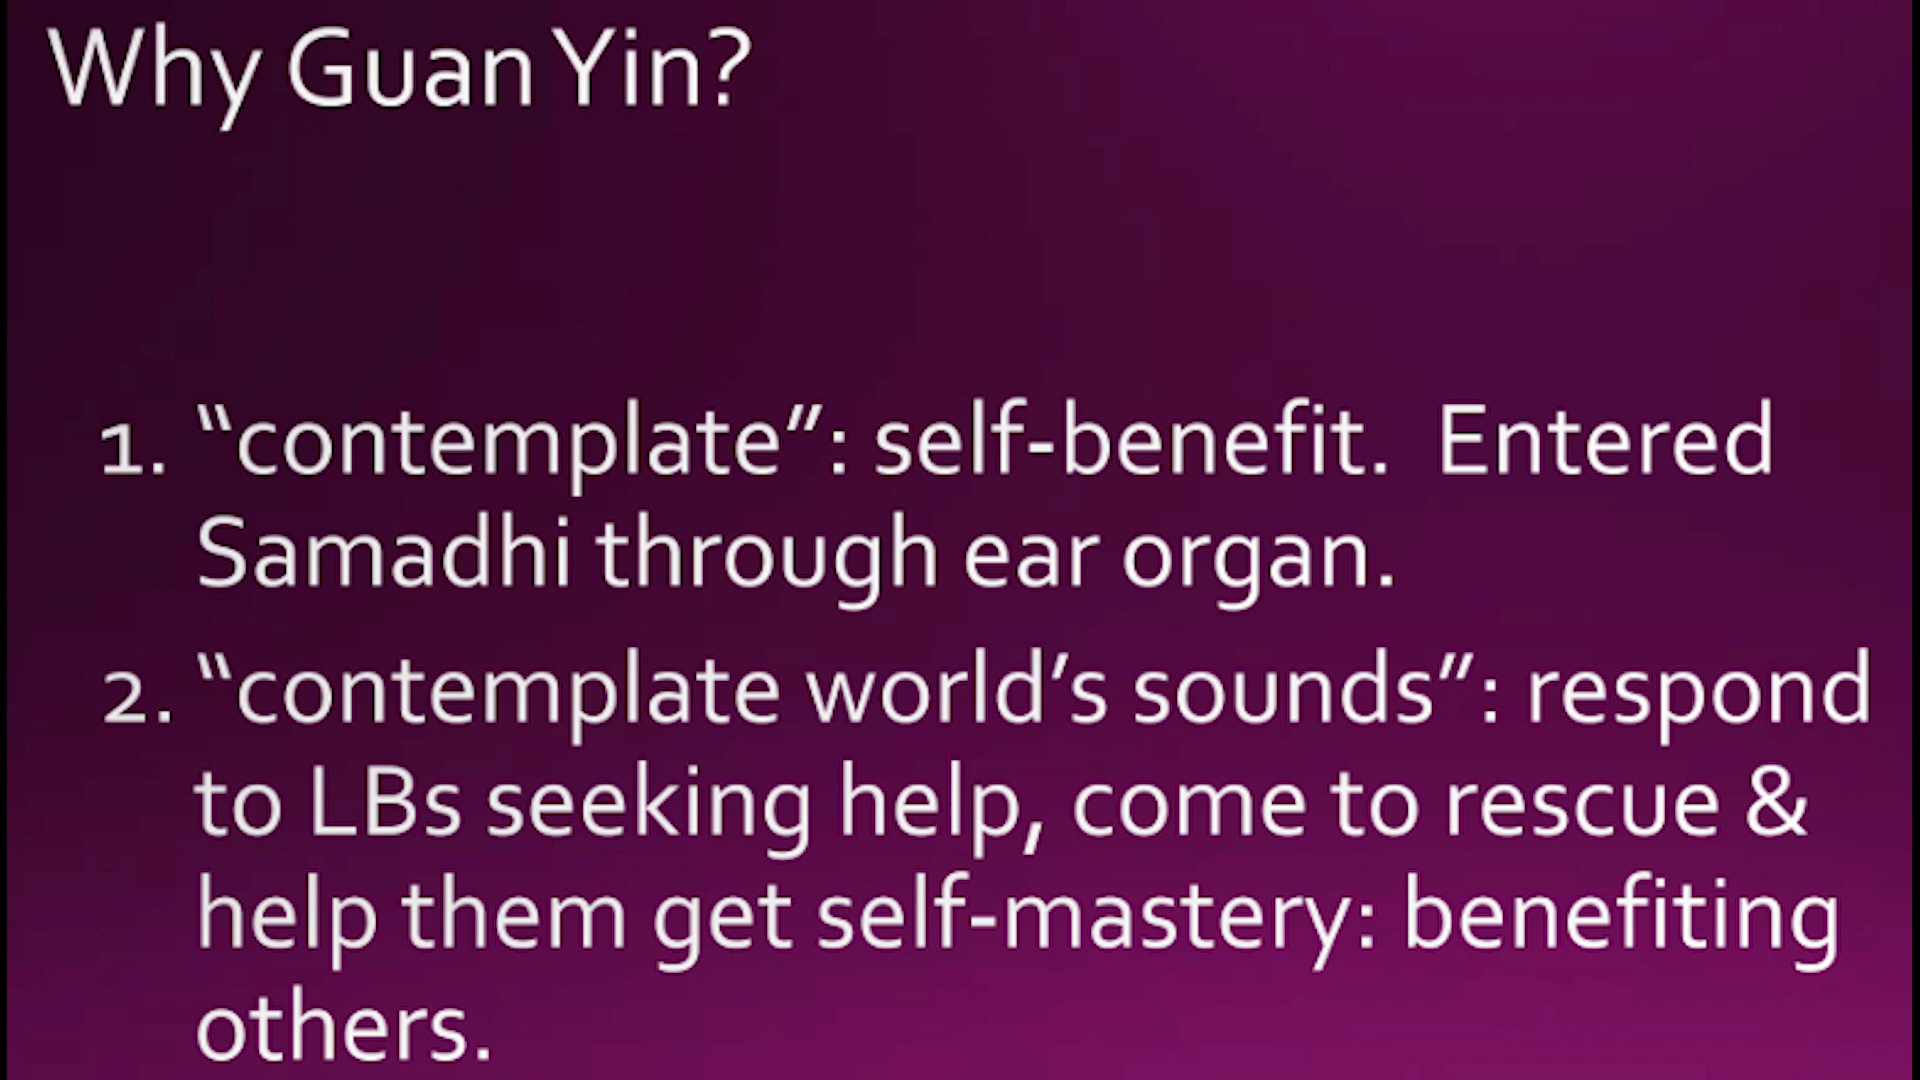 Why Guan Yin?
1. “contemplate”: self-benefit.  Entered
Samadhi through ear organ.
2. “contemplate world’s sounds”: respond
to LBs seeking help, come to rescue &
help them get self-mastery: benefiting
others.